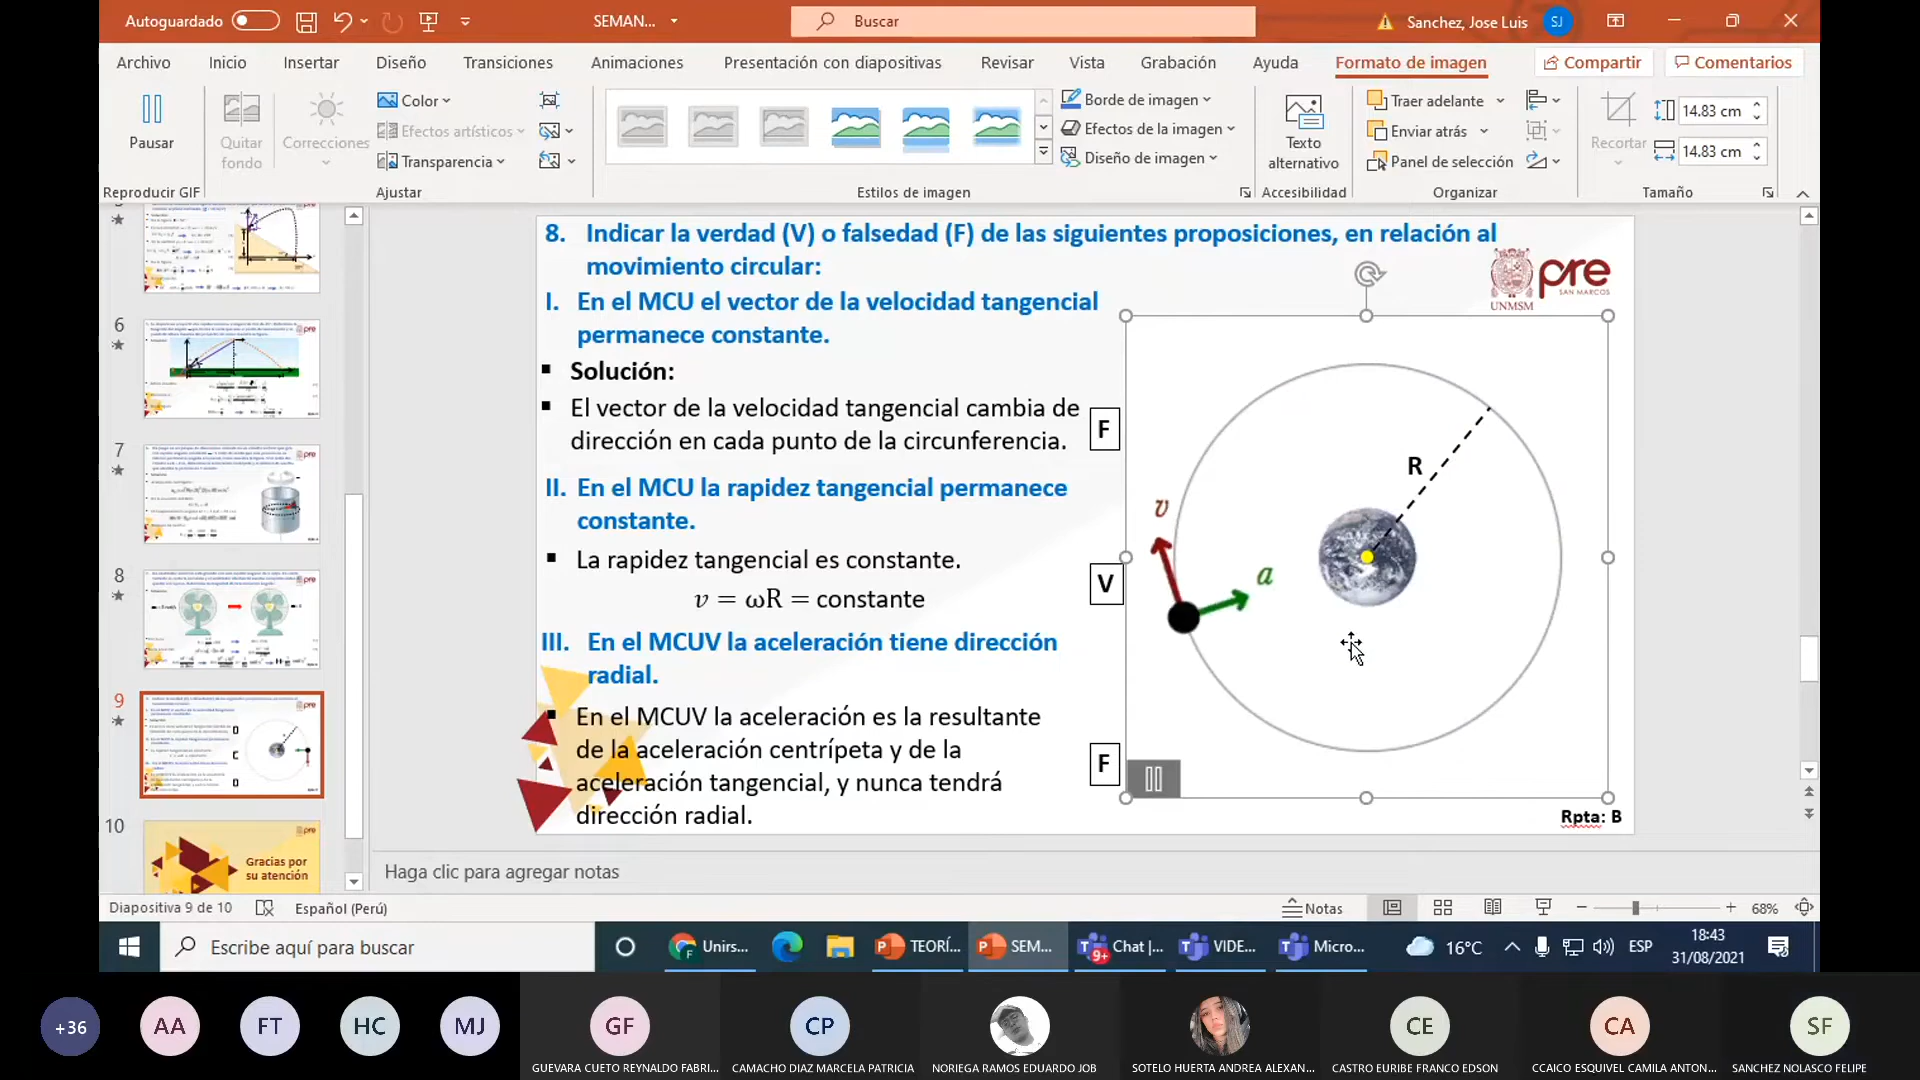 Autoguardado
SEMAN...
Buscar
Sanchez, Jose Luis
SJ
Archivo
Inicio
Insertar
Diseño
Transiciones
Animaciones
Presentación con diapositivas
Revisar
Vista
Grabación
Ayuda
Formato de imagen
Compartir
Comentarios
Pausar
Reproducir GIF
Quitar fondo
Correcciones
Color
Efectos artísticos
Transparencia
Ajustar
Estilos de imagen
Borde de imagen
Efectos de la imagen
Diseño de imagen
Texto alternativo
Accesibilidad
Traer adelante
Enviar atrás
Panel de selección
Organizar
Recortar
14.83 cm
14.83 cm
Tamaño
6
7
8
9
10
Gracias por
su atención
pre
8. Indicar la verdad (V) o falsedad (F) de las siguientes proposiciones, en relación al
movimiento circular:
pre
SAN MARCOS
UNMSM
I. En el MCU el vector de la velocidad tangencial
permanece constante.
Solución:
El vector de la velocidad tangencial cambia de
dirección en cada punto de la circunferencia.
F
II. En el MCU la rapidez tangencial permanece
constante.
La rapidez tangencial es constante.
v = ωR = constante
V
III. En el MCUV la aceleración tiene dirección
radial.
En el MCUV la aceleración es la resultante
de la aceleración centrípeta y de la
aceleración tangencial, y nunca tendrá
dirección radial.
F
R
v
a
Rpta: B
Haga clic para agregar notas
Diapositiva 9 de 10
Español (Perú)
Notas
68%
Escribe aquí para buscar
Unirs...
TEORÍ...
SEM...
Chat |...
9+
VIDE...
Micro...
16°C
ESP
18:43
31/08/2021
+36
AA
FT
HC
MJ
GF
CP
CE
CA
SF
GUEVARA CUETO REYNALDO FABRI...
CAMACHO DIAZ MARCELA PATRICIA
NORIEGA RAMOS EDUARDO JOB
SOTELO HUERTA ANDREA ALEXAN...
CASTRO EURIBE FRANCO EDSON
CCAICO ESQUIVEL CAMILA ANTON...
SANCHEZ NOLASCO FELIPE